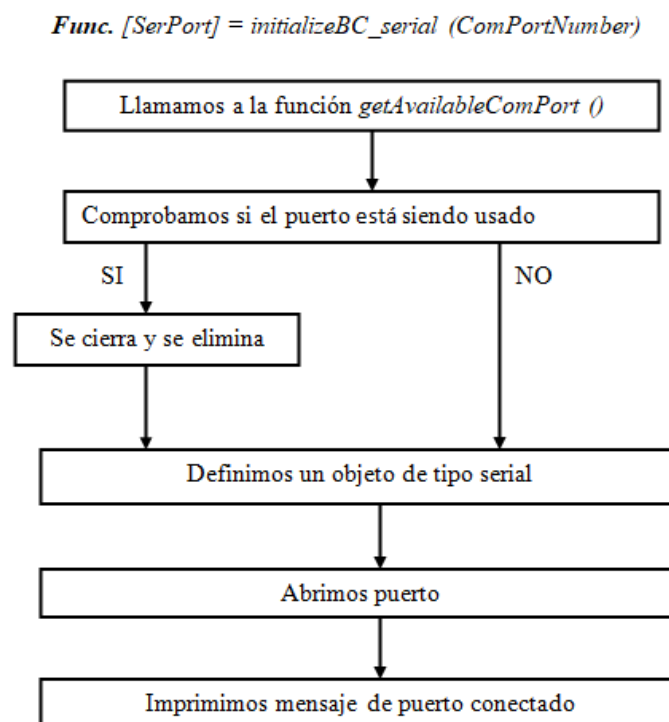 Func. [SerPort] = initializeBC_serial (ComPortNumber)
Llamamos a la función getAvailableComPort ()
Comprobamos si el puerto está siendo usado
SI
NO
Se cierra y se elimina
Definimos un objeto de tipo serial
Abrimos puerto
Imprimimos mensaje de puerto conectado